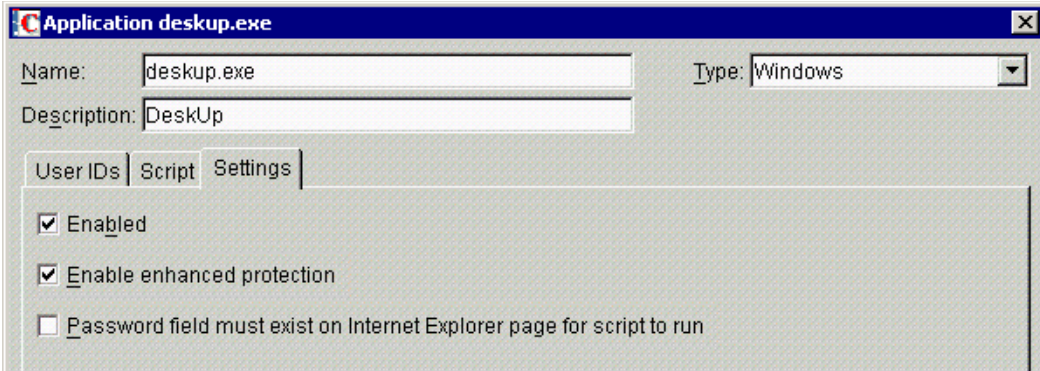 Application deskup.exe
Name: deskup.exe Type: Windows
Description: DeskUp
User IDs Script Settings
Enabled
Enable enhanced protection
Password field must exist on Internet Explorer page for script to run